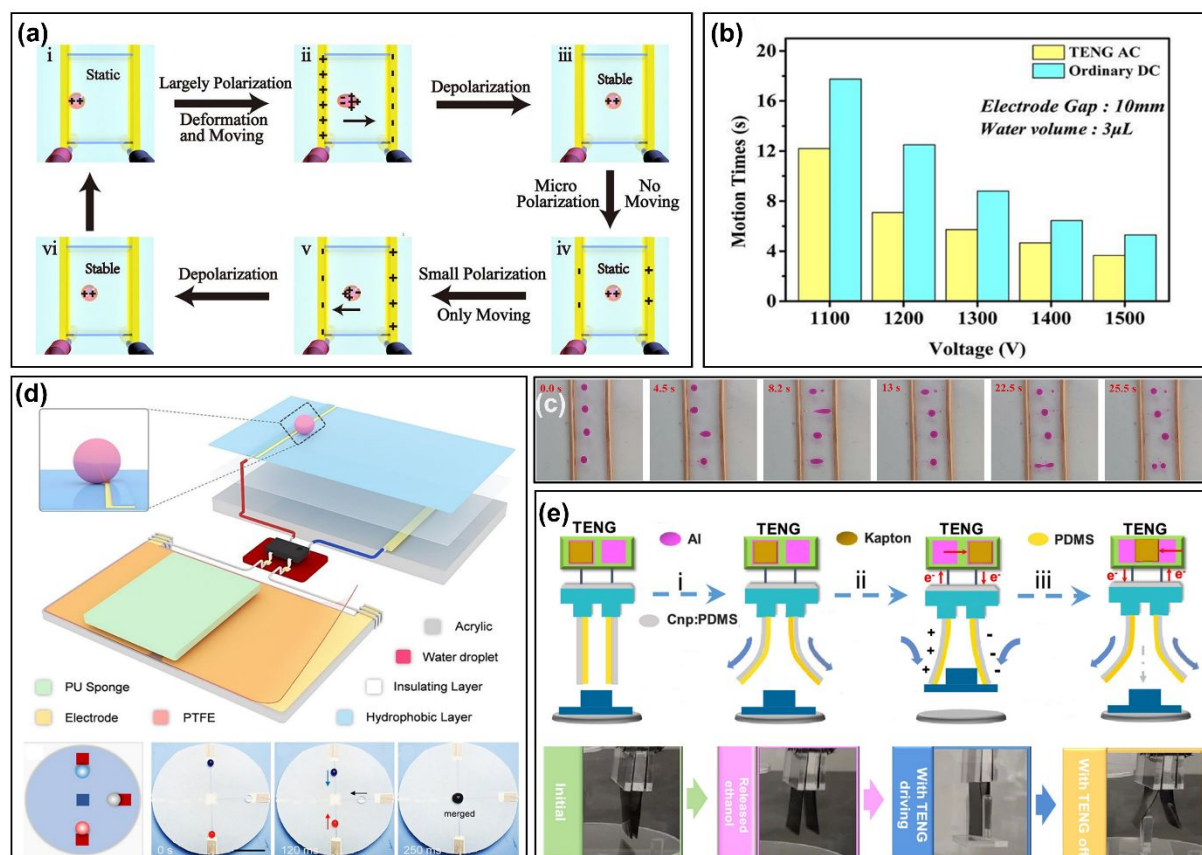 (a)
i
Static
Largely Polarization
Deformation
and Moving
ii
Depolarization
iii
Stable
Micro
Polarization
No
Moving
iv
Static
Small Polarization
Only Moving
v
Depolarization
vi
Stable
(b)
Motion Times (s)
20
16
12
8
4
0
TENG AC
Ordinary DC
Electrode Gap : 10mm
Water volume : 3μL
1100
1200
1300
1400
1500
Voltage (V)
(c)
0.0 s
4.5 s
8.2 s
13 s
22.5 s
25.5 s
(d)
Acrylic
Water droplet
PU Sponge
Insulating Layer
Electrode
PTFE
Hydrophobic Layer
0 s
120 ms
merged
250 ms
(e)
TENG
TENG
TENG
TENG
Al
Kapton
PDMS
e-
e-
e-
e-
i
ii
iii
Cnp:PDMS
Initial
Released
ethanol
With TENG
driving
With TENG
off